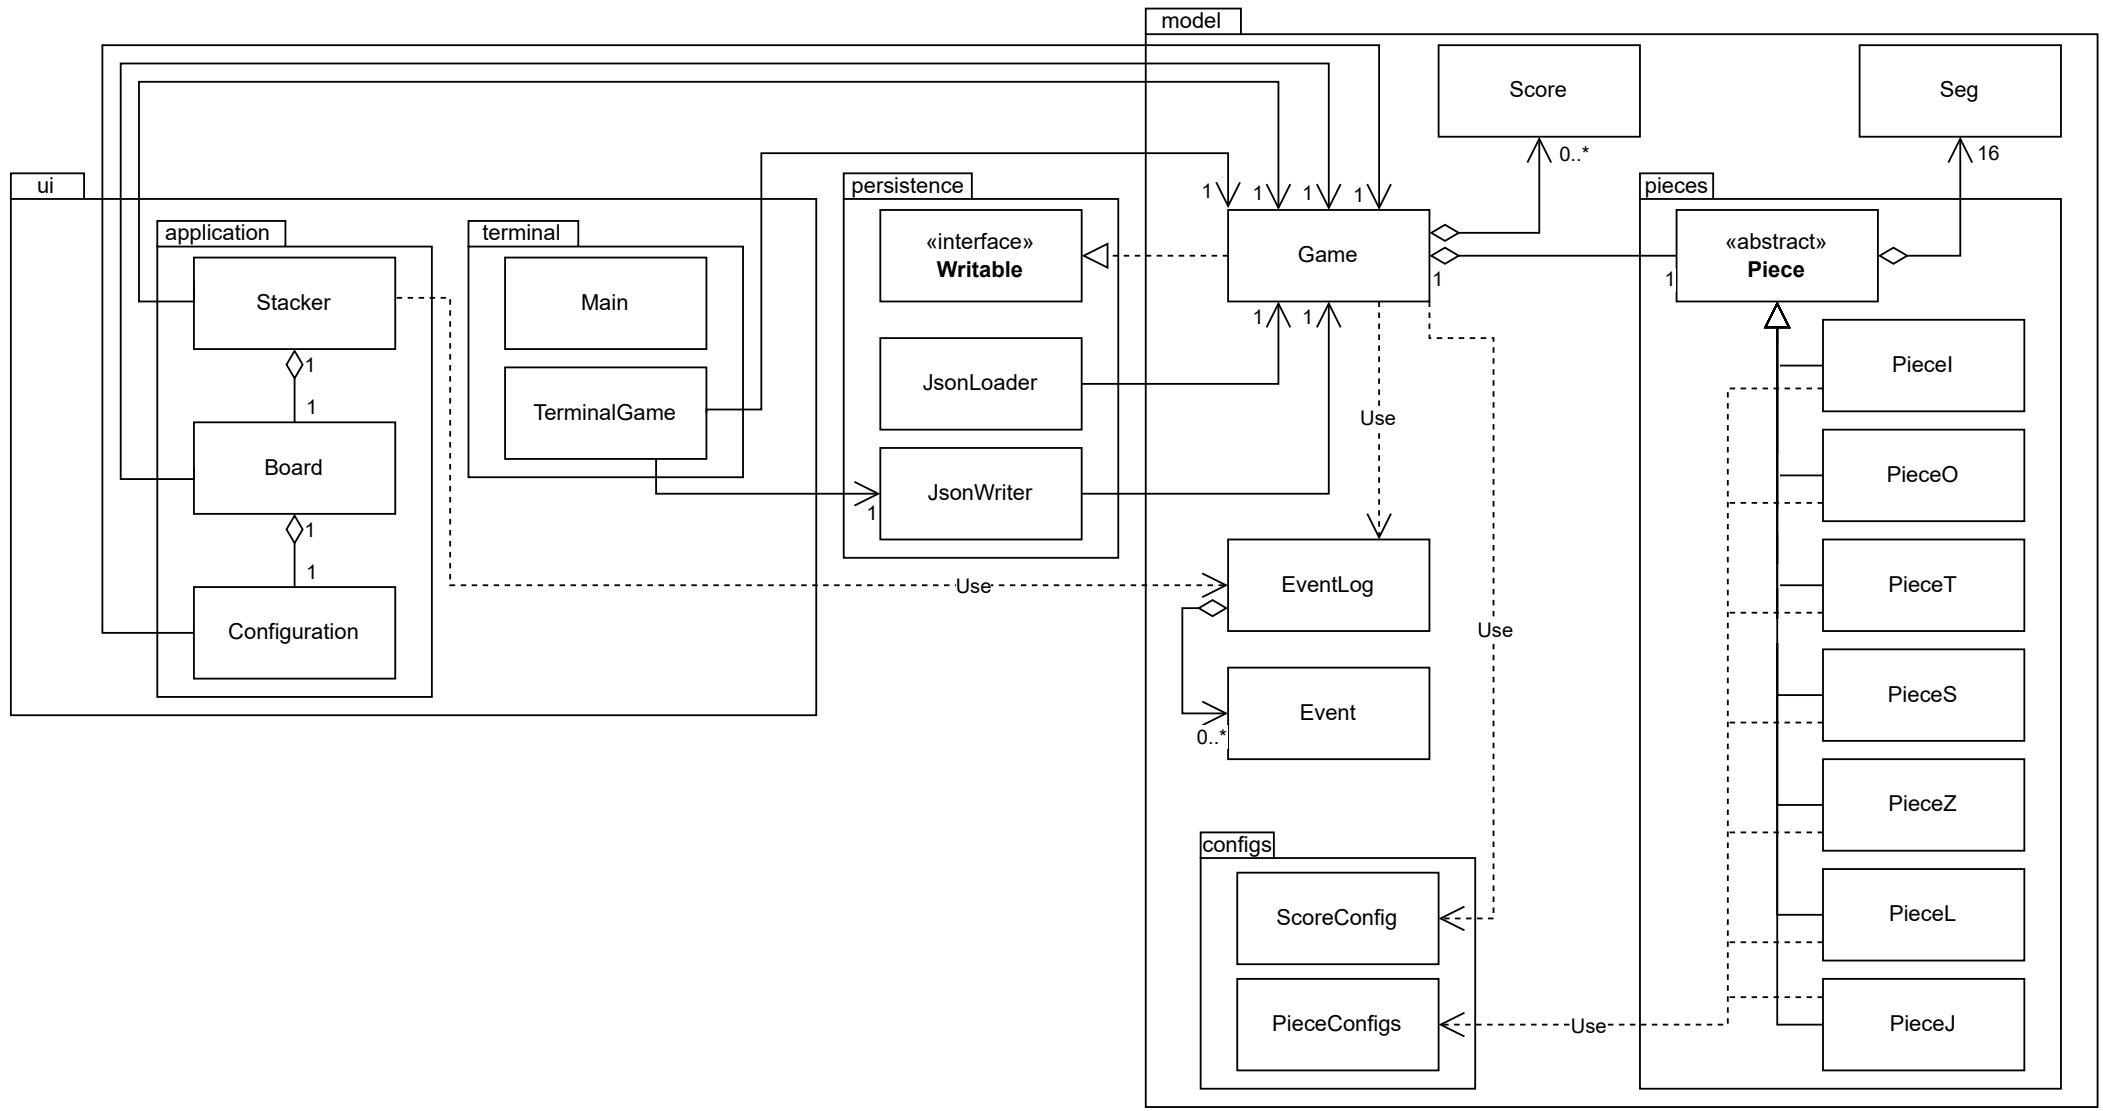 model
Score
Seg
0..*
16
ui
persistence
pieces
1
1
1
1
application
terminal
«interface»
Writable
Game
«abstract»
Piece
1
1
Stacker
Main
1
1
1
JsonLoader
PieceI
1
TerminalGame
Use
Board
JsonWriter
PieceO
1
1
1
EventLog
PieceT
Use
Configuration
Use
Event
PieceS
0..*
PieceZ
configs
ScoreConfig
PieceL
PieceConfigs
Use
PieceJ